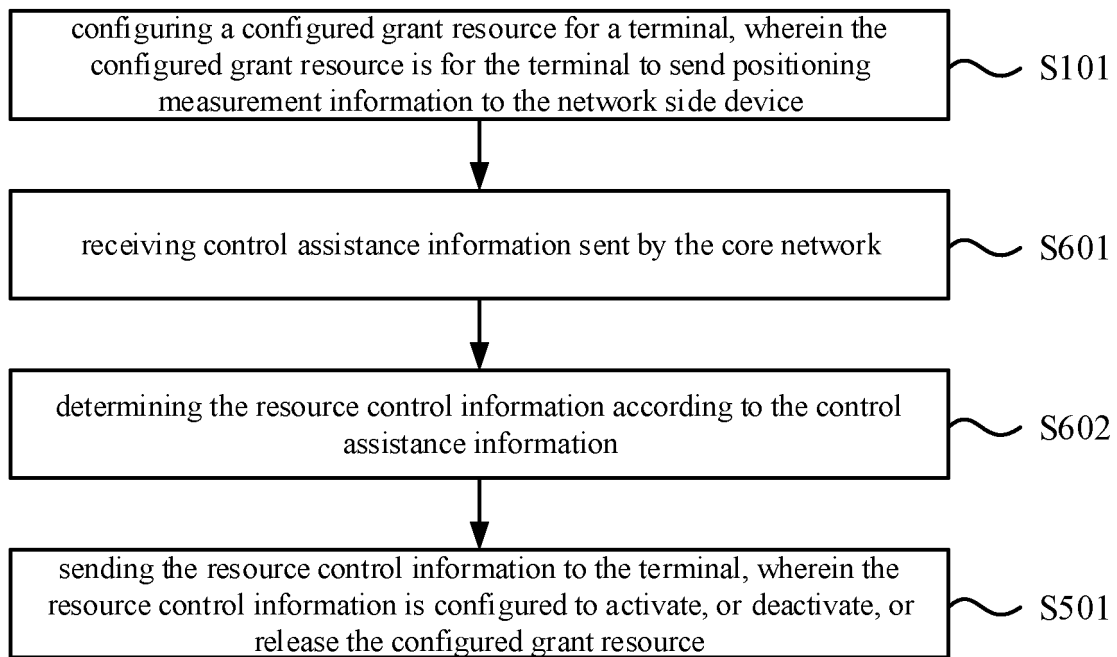 configuring a configured grant resource for a terminal, wherein the
configured grant resource is for the terminal to send positioning
measurement information to the network side device
S101
receiving control assistance information sent by the core network
S601
determining the resource control information according to the control
assistance information
S602
sending the resource control information to the terminal, wherein the
resource control information is configured to activate, or deactivate, or
release the configured grant resource
S501